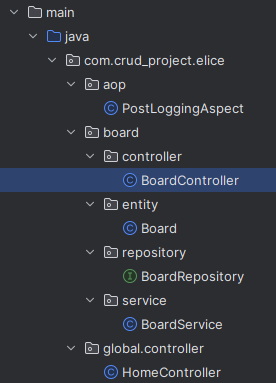 main
java
com.crud_project.elice
aop
PostLoggingAspect
board
controller
BoardController
entity
Board
repository
BoardRepository
service
BoardService
global.controller
HomeController